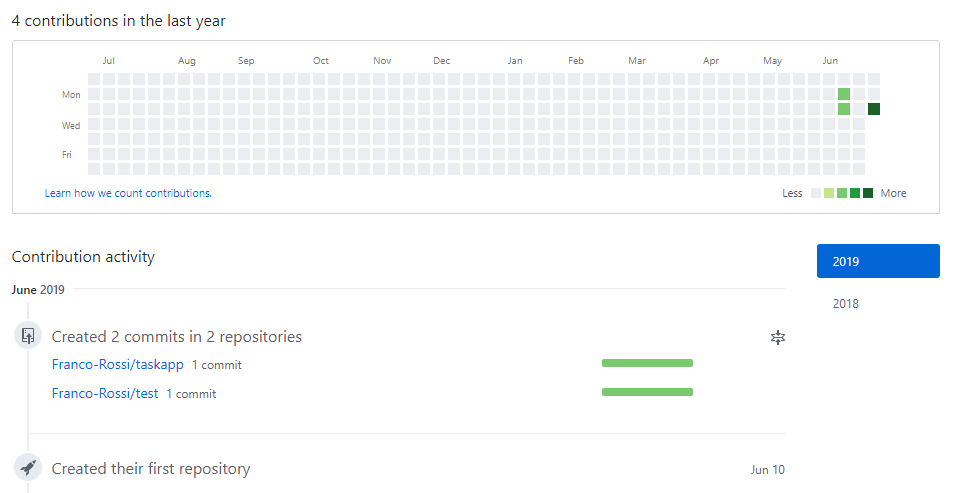 4 contributions in the last year
Jul Aug Sep Oct Nov Dec Jan Feb Mar Apr May Jun
Mon
Wed
Fri
Learn how we count contributions.
Less More
Contribution activity
2019
June 2019
2018
Created 2 commits in 2 repositories
Franco-Rossi/taskapp 1 commit
Franco-Rossi/test 1 commit
Created their first repository Jun 10